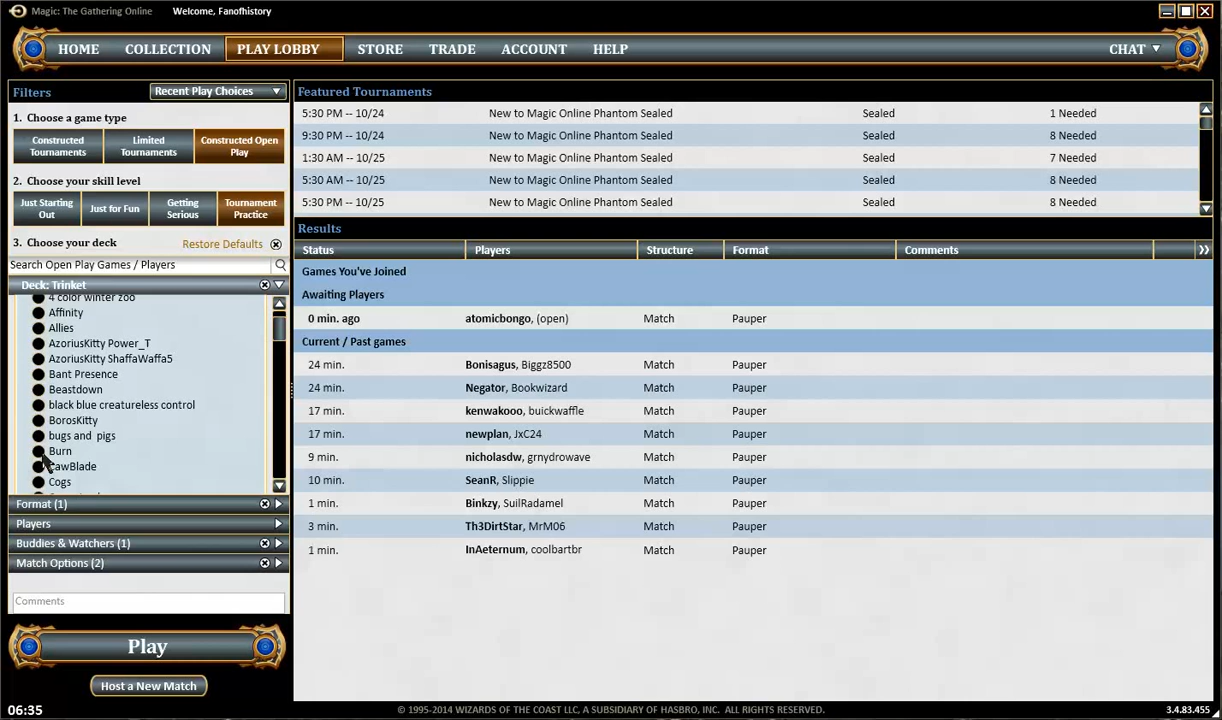 Magic: The Gathering Online Welcome, Fanofhistory
HOME COLLECTION PLAY LOBBY STORE TRADE ACCOUNT HELP CHAT
Filters Recent Play Choices
1. Choose a game type
Constructed Tournaments Limited Tournaments Constructed Open Play
2. Choose your skill level
Just Starting Out Just for Fun Getting Serious Tournament Practice
3. Choose your deck Restore Defaults
Search Open Play Games / Players
Deck: Trinket
4 color winter zoo
Affinity
Allies
AzoriusKitty Power_T
AzoriusKitty ShaffaWaffa5
Bant Presence
Beastdown
black blue creatureless control
BorosKitty
bugs and pigs
Burn
CawBlade
Cogs
Format (1)
Players
Buddies & Watchers (1)
Match Options (2)
Comments
Play
Host a New Match
06:35
Featured Tournaments
5:30 PM -- 10/24 New to Magic Online Phantom Sealed Sealed 1 Needed
9:30 PM -- 10/24 New to Magic Online Phantom Sealed Sealed 8 Needed
1:30 AM -- 10/25 New to Magic Online Phantom Sealed Sealed 7 Needed
5:30 AM -- 10/25 New to Magic Online Phantom Sealed Sealed 8 Needed
5:30 PM -- 10/25 New to Magic Online Phantom Sealed Sealed 8 Needed
Results
Status Players Structure Format Comments
Games You've Joined
Awaiting Players
0 min. ago atomicbongo, (open) Match Pauper
Current / Past games
24 min. Bonisagus, Biggz8500 Match Pauper
24 min. Negator, Bookwizard Match Pauper
17 min. kenwakooo, buickwaffle Match Pauper
17 min. newplan, JxC24 Match Pauper
9 min. nicholasdw, grnydrowave Match Pauper
10 min. SeanR, Slippie Match Pauper
1 min. Binkzy, SuilRadamel Match Pauper
3 min. Th3DirtStar, MrM06 Match Pauper
1 min. InAeternum, coolbartbr Match Pauper
© 1995-2014 WIZARDS OF THE COAST LLC, A SUBSIDIARY OF HASBRO, INC. ALL RIGHTS RESERVED. 3.4.83.455